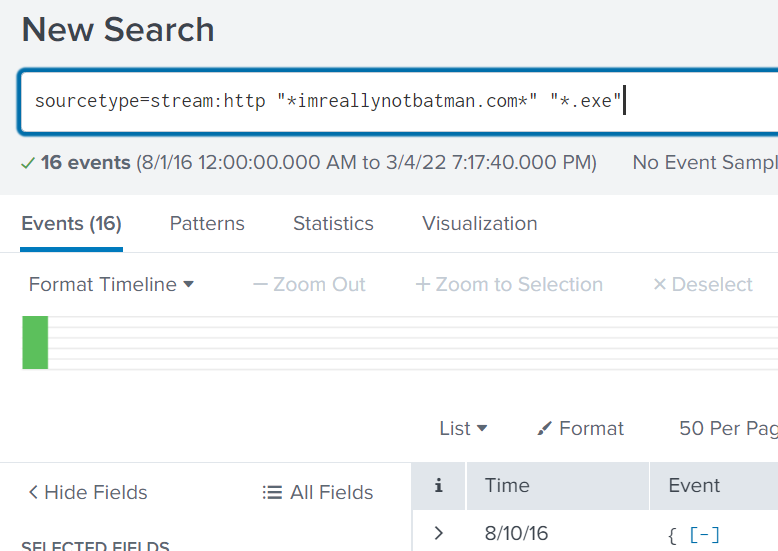 New Search
sourcetype=stream:http "*imreallynotbatman.com*" "*.exe"
16 events (8/1/16 12:00:00.000 AM to 3/4/22 7:17:40.000 PM) No Event Sampl
Events (16) Patterns Statistics Visualization
Format Timeline Zoom Out Zoom to Selection Deselect
List Format 50 Per Pag
Hide Fields All Fields i Time Event
SELECTED FIELDS 8/10/16 { [-]